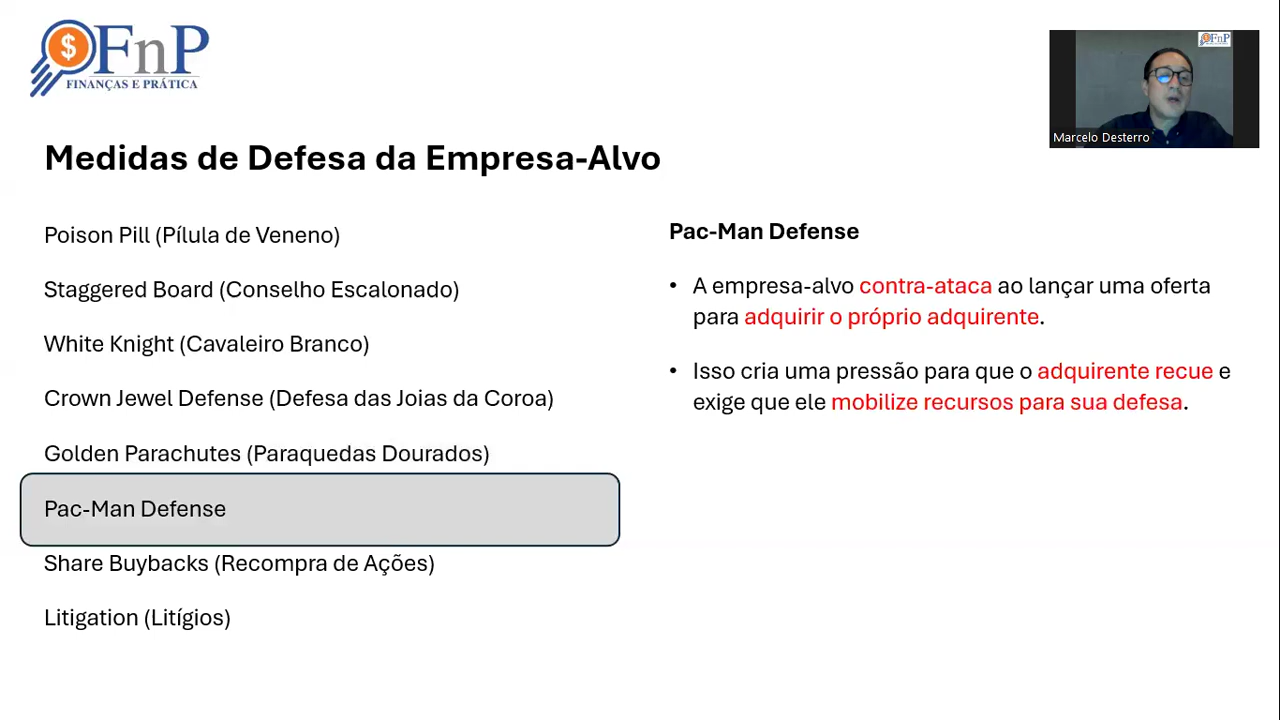 FnP
FINANÇAS E PRÁTICA
Marcelo Desterro
Medidas de Defesa da Empresa-Alvo
Poison Pill (Pílula de Veneno)
Staggered Board (Conselho Escalonado)
White Knight (Cavaleiro Branco)
Crown Jewel Defense (Defesa das Joias da Coroa)
Golden Parachutes (Paraquedas Dourados)
Pac-Man Defense
Share Buybacks (Recompra de Ações)
Litigation (Litígios)
Pac-Man Defense
• A empresa-alvo contra-ataca ao lançar uma oferta
para adquirir o próprio adquirente.
• Isso cria uma pressão para que o adquirente recue e
exige que ele mobilize recursos para sua defesa.